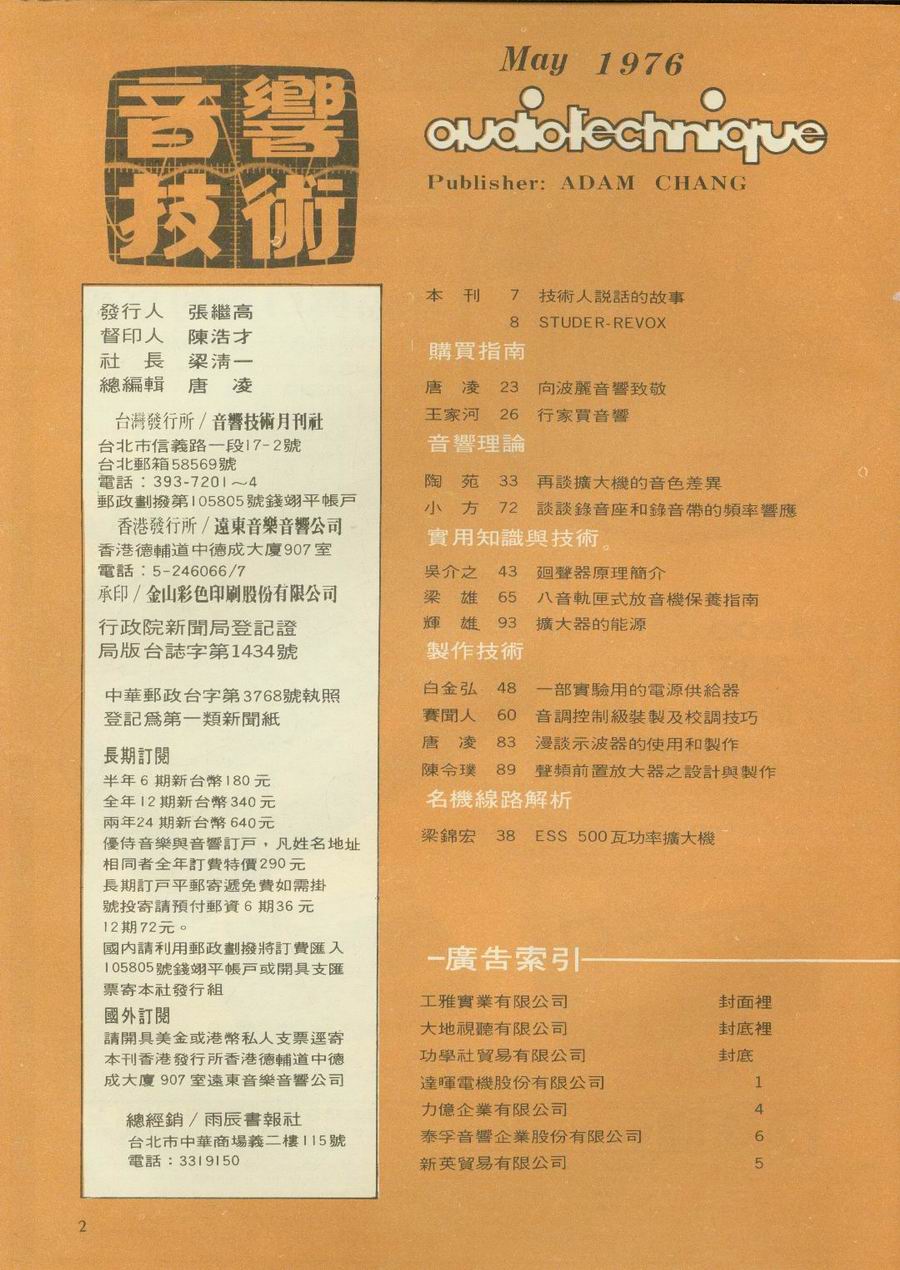 May 1976
音響
技術
audiotechnique
Publisher: ADAM CHANG
發行人 張繼高
督印人 陳浩才
社長 梁淸一
總編輯 唐凌
台灣發行所/音響技術月刊社
台北市信義路一段17-2號
台北郵箱58569號
電話：393-7201～4
郵政劃撥第105805號錢翊平帳戶
香港發行所/遠東音樂音響公司
香港德輔道中德成大廈907室
電話：5-246066/7
承印/金山彩色印刷股份有限公司
行政院新聞局登記證
局版台誌字第1434號
中華郵政台字第3768號執照
登記爲第一類新聞紙
長期訂閱
半年6期新台幣180元
全年12期新台幣340元
兩年24期新台幣640元
優待音樂與音響訂戶，凡姓名地址
相同者全年訂費特價290元
長期訂戶平郵寄遞免費如需掛
號投寄請預付郵資6期36元
12期72元。
國內請利用郵政劃撥將訂費匯入
105805號錢翊平帳戶或開具支匯
票寄本社發行組
國外訂閱
請開具美金或港幣私人支票逕寄
本刊香港發行所香港德輔道中德
成大廈907室遠東音樂音響公司
總經銷/雨辰書報社
台北市中華商場義二樓115號
電話：3319150
本刊 7 技術人説話的故事
8 STUDER-REVOX
購買指南
唐凌 23 向波麗音響致敬
王家河 26 行家買音響
音響理論
陶苑 33 再談擴大機的音色差異
小方 72 談談錄音座和錄音帶的頻率響應
實用知識與技術。
吳介之 43 迴聲器原理簡介
梁雄 65 八音軌匣式放音機保養指南
輝雄 93 擴大器的能源
製作技術
白金弘 48 一部實驗用的電源供給器
賽聞人 60 音調控制級裝製及校調技巧
唐凌 83 漫談示波器的使用和製作
陳令璞 89 聲頻前置放大器之設計與製作
名機線路解析
梁錦宏 38 ESS 500瓦功率擴大機
廣告索引
工雅實業有限公司 封面裡
大地視聽有限公司 封底裡
功學社貿易有限公司 封底
達暉電機股份有限公司 1
力億企業有限公司 4
泰孚音響企業股份有限公司 6
新英貿易有限公司 5
2